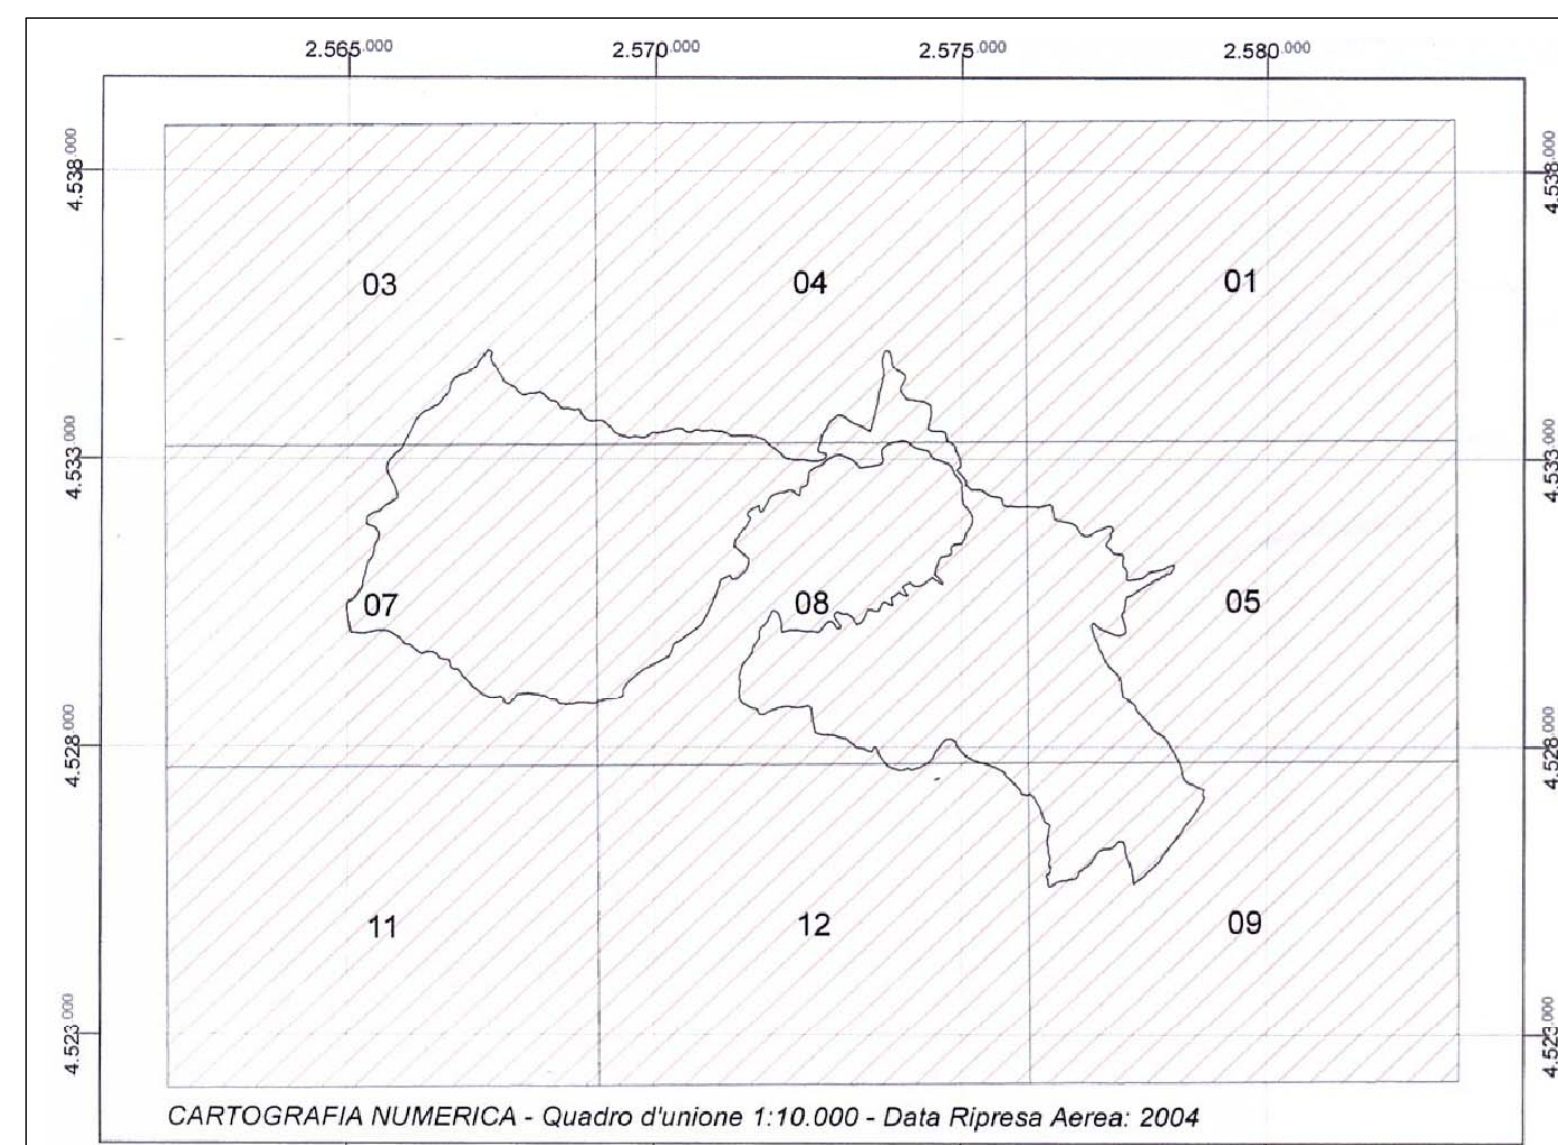 2.565.000 2.570.000 2.575.000 2.580.000
4.538.000 4.538.000
03 04 01
4.533.000 4.533.000
07 08 05
4.528.000 4.528.000
11 12 09
4.523.000 4.523.000
CARTOGRAFIA NUMERICA - Quadro d'unione 1:10.000 - Data Ripresa Aerea: 2004